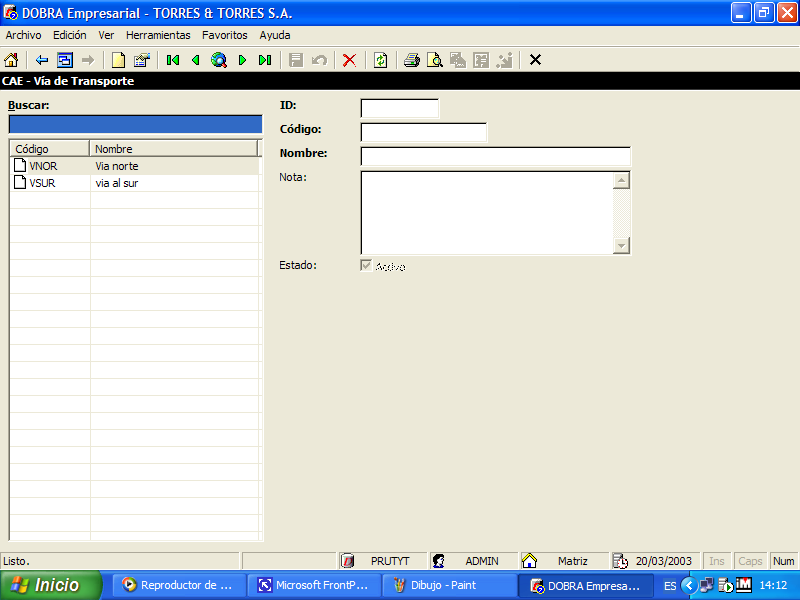 DOBRA Empresarial - TORRES & TORRES S.A.
Archivo Edición Ver Herramientas Favoritos Ayuda
CAE - Vía de Transporte
Buscar:
Código Nombre
VNOR Via norte
VSUR via al sur
ID:
Código:
Nombre:
Nota:
Estado: Activo
Listo. PRUTYT ADMIN Matriz 20/03/2003 Ins Caps Num
Inicio Reproductor de ... Microsoft FrontP... Dibujo - Paint DOBRA Empresa... ES 14:12